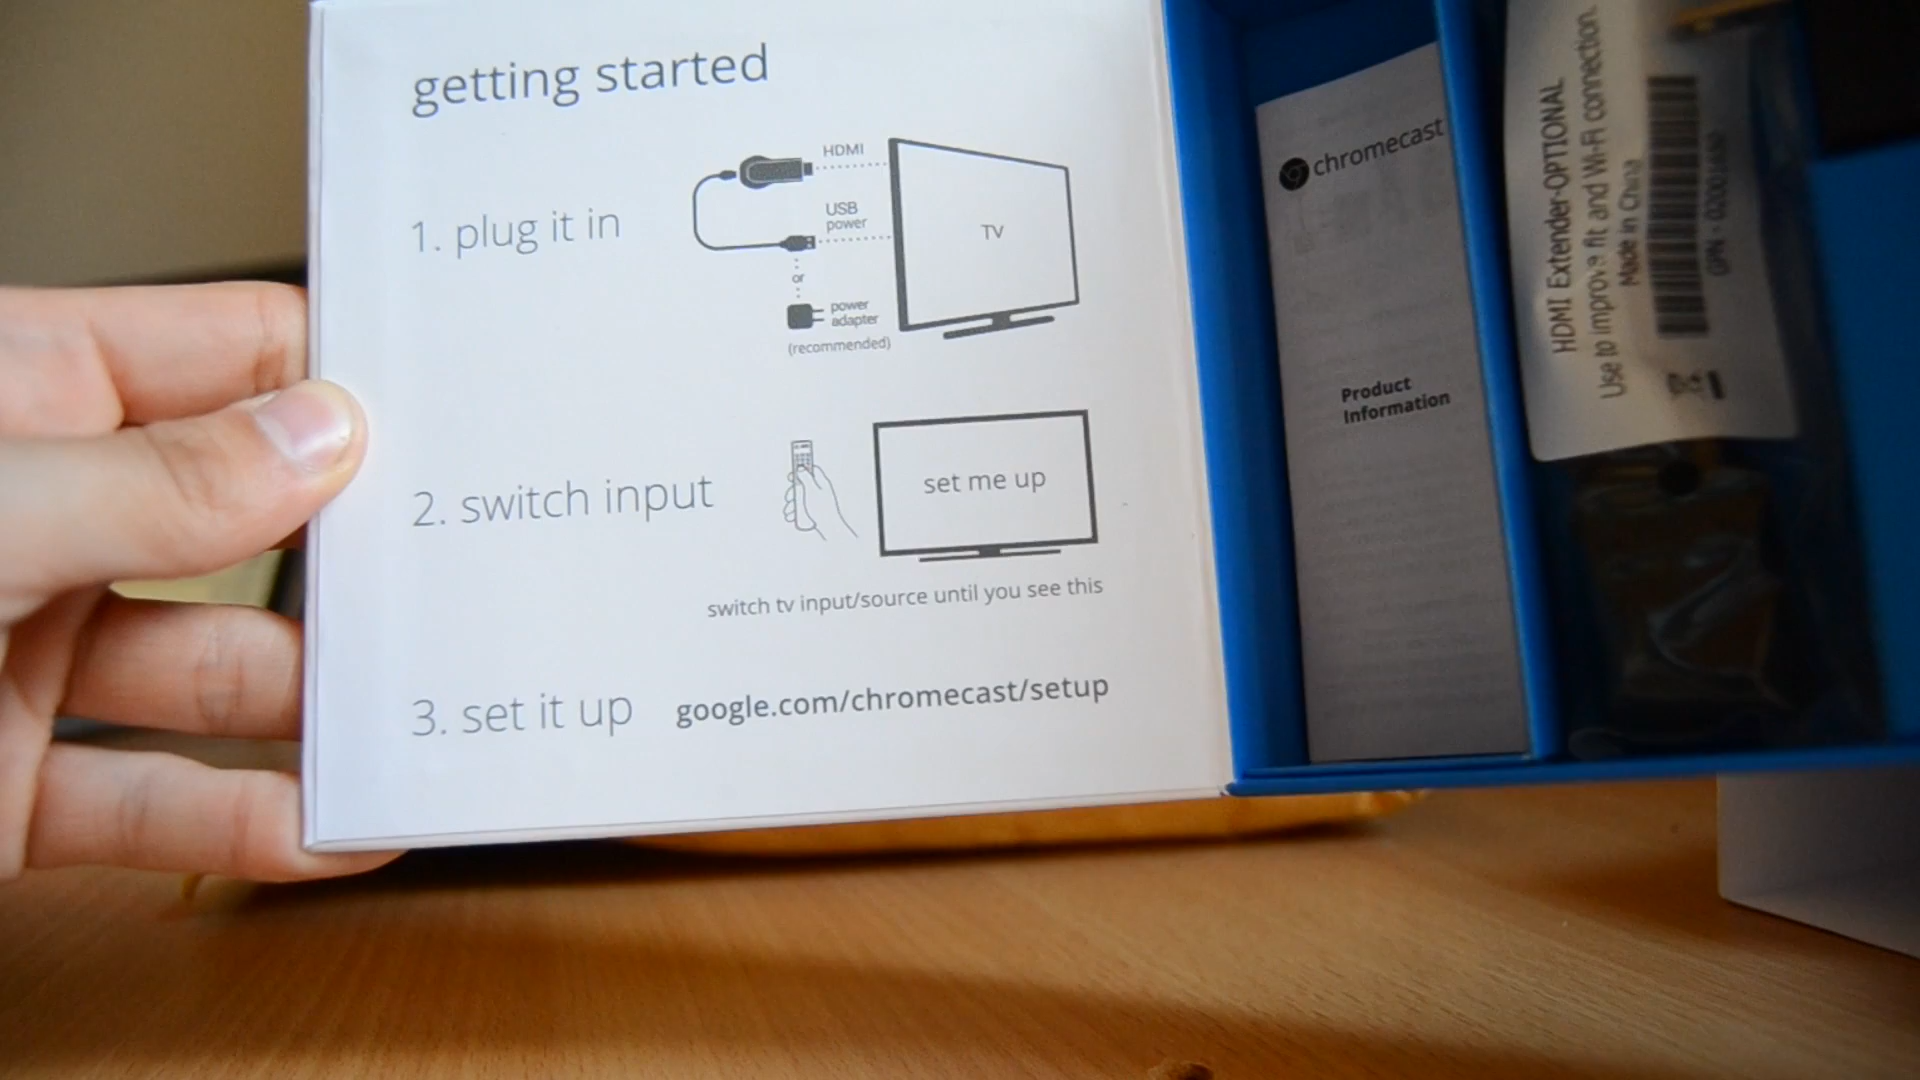 getting started
1. plug it in
HDMI
USB
power
or
power
adapter
(recommended)
TV
2. switch input
set me up
switch tv input/source until you see this
3. set it up
google.com/chromecast/setup
chromecast
Product
Information
HDMI Extender-OPTIONAL
Use to improve fit and Wi-Fi connection.
Made in China